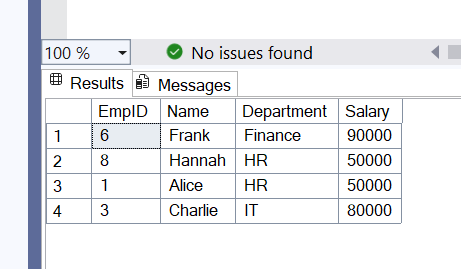 100 % No issues found
Results Messages
EmpID Name Department Salary
1 6 Frank Finance 90000
2 8 Hannah HR 50000
3 1 Alice HR 50000
4 3 Charlie IT 80000